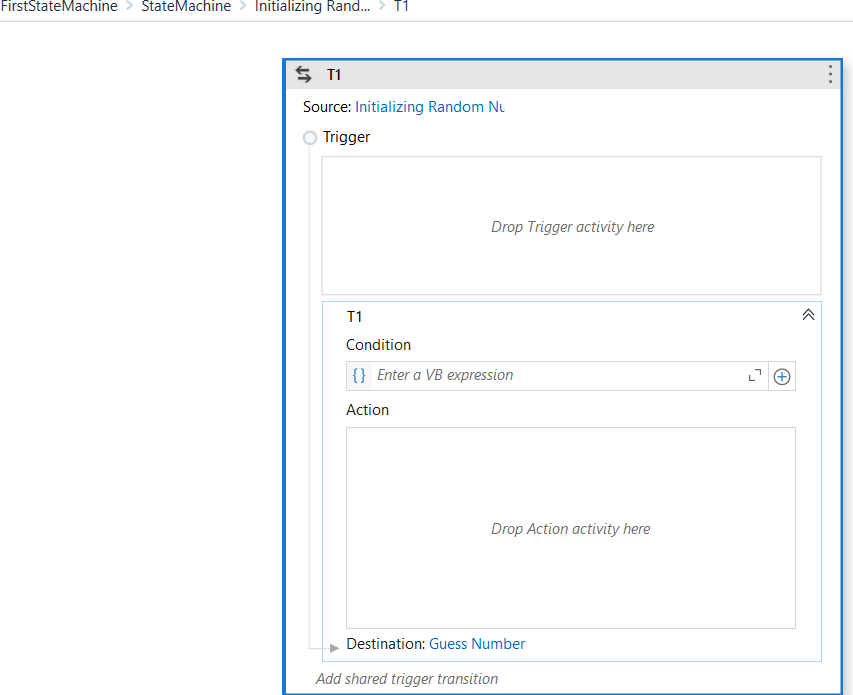 FirstStateMachine > StateMachine > Initializing Rand... > T1
T1
Source: Initializing Random Nu
Trigger
Drop Trigger activity here
T1
Condition
{} Enter a VB expression
Action
Drop Action activity here
Destination: Guess Number
Add shared trigger transition